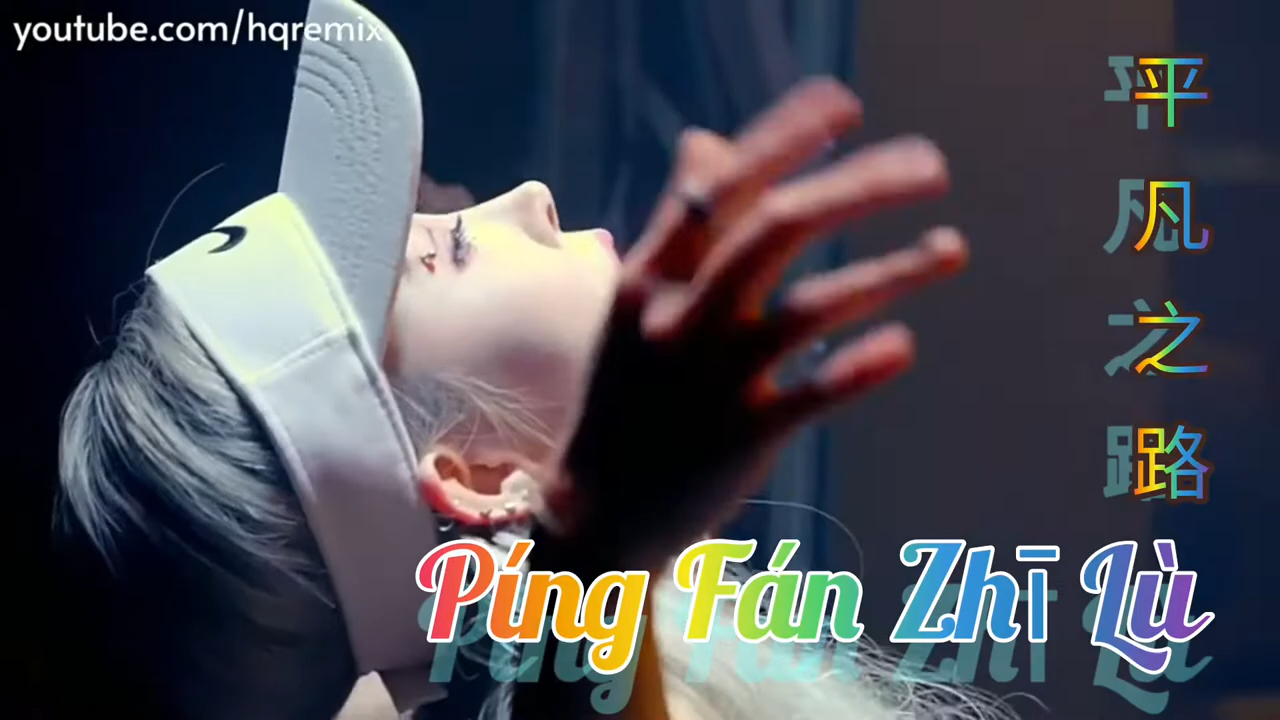 youtube.com/hqremix
平
凡
之
路
Píng Fán Zhī Lù